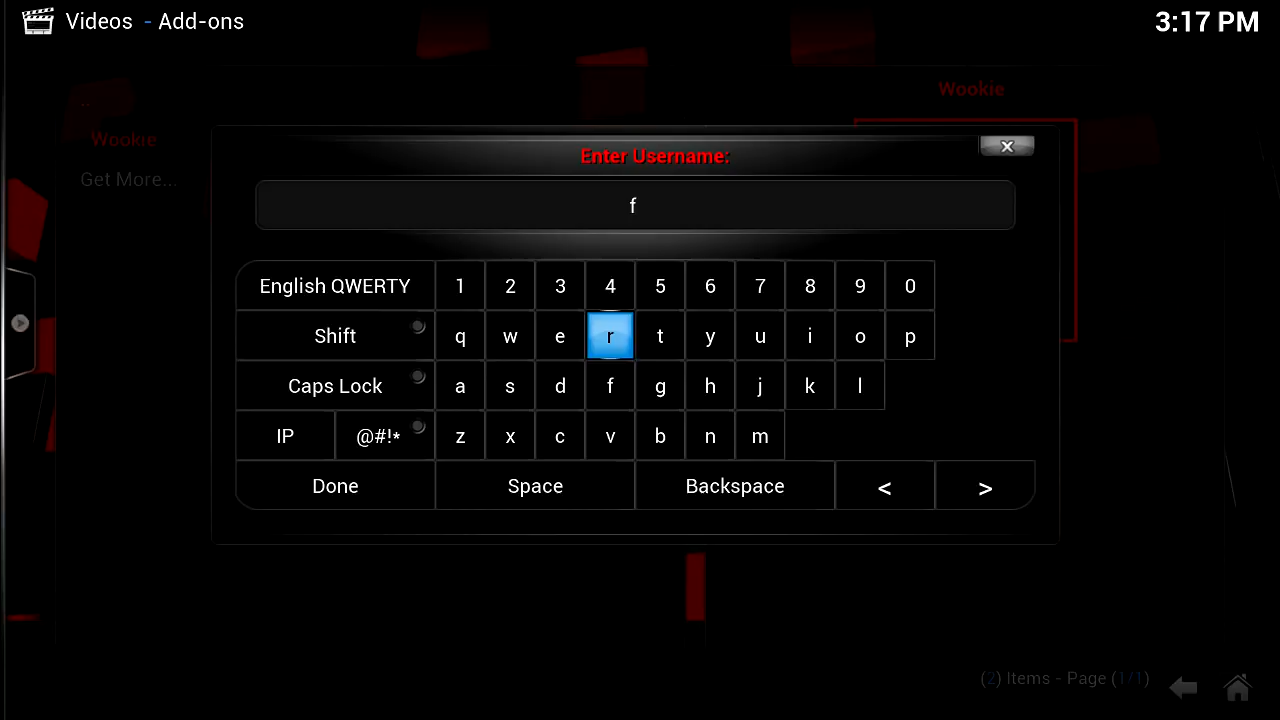 Videos - Add-ons
3:17 PM
Wookie
..
Wookie
Get More...
Enter Username:
x
f
English QWERTY 1 2 3 4 5 6 7 8 9 0
Shift q w e r t y u i o p
Caps Lock a s d f g h j k l
IP @#!* z x c v b n m
Done Space Backspace < >
(2) Items - Page (1/1)